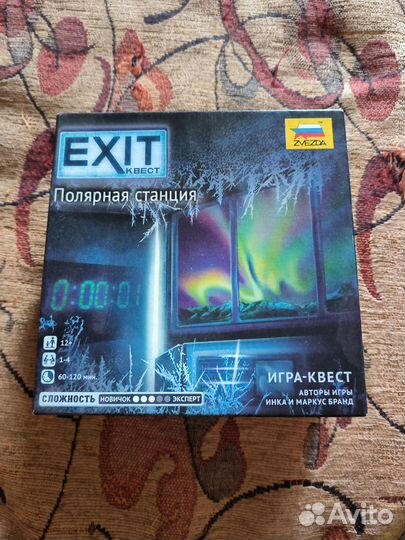 EXIT
КВЕСТ
ZVEZDA
Полярная станция
0:00:01
12+
1-4
60-120 мин.
ИГРА-КВЕСТ
АВТОРЫ ИГРЫ
ИНКА И МАРКУС БРАНД
СЛОЖНОСТЬ НОВИЧОК ЭКСПЕРТ
Avito